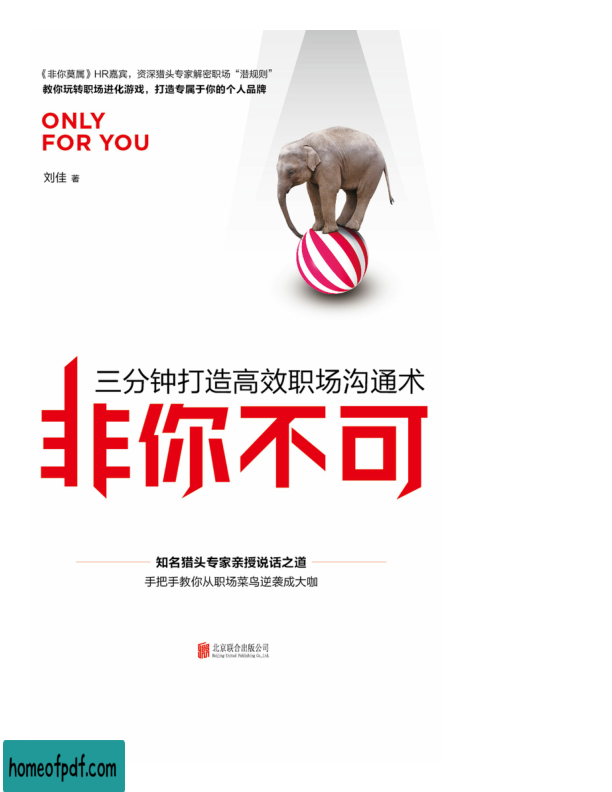 《非你莫属》HR嘉宾，资深猎头专家解密职场“潜规则”
教你玩转职场进化游戏，打造专属于你的个人品牌
ONLY
FOR YOU
刘佳 著
三分钟打造高效职场沟通术
非你不可
知名猎头专家亲授说话之道
手把手教你从职场菜鸟逆袭成大咖
北京联合出版公司
Beijing United Publishing Co.,Ltd.
homeofpdf.com